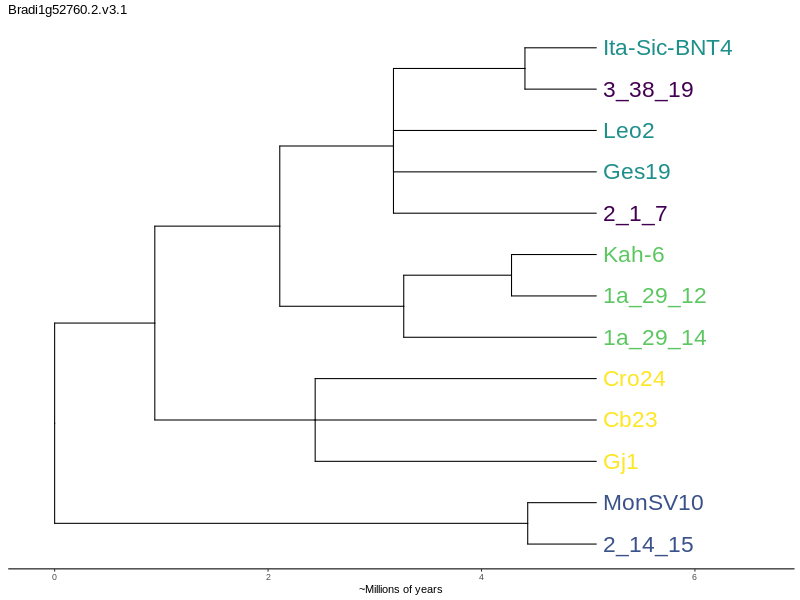 Bradi1g52760.2.v3.1
Ita-Sic-BNT4
3_38_19
Leo2
Ges19
2_1_7
Kah-6
1a_29_12
1a_29_14
Cro24
Cb23
Gj1
MonSV10
2_14_15
0 2 4 6
~Millions of years